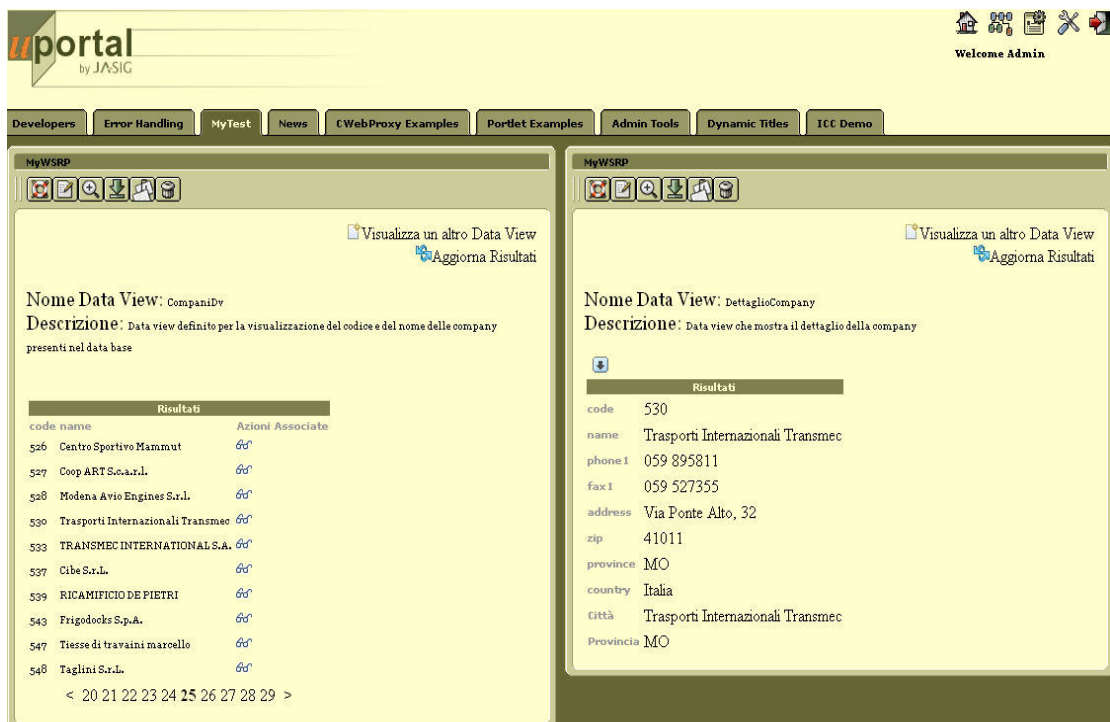 uportal
by JASIG
Welcome Admin
Developers Error Handling MyTest News CWebProxy Examples Portlet Examples Admin Tools Dynamic Titles ICC Demo
MyWSRP
Visualizza un altro Data View
Aggiorna Risultati
Nome Data View: CompaniDv
Descrizione: Data view definito per la visualizzazione del codice e del nome delle company
presenti nel data base
Risultati
code name Azioni Associate
526 Centro Sportivo Mammut
527 Coop ART S.c.a.r.l.
528 Modena Avio Engines S.r.l.
530 Trasporti Internazionali Transmec
533 TRANSMEC INTERNATIONAL S.A.
537 Cibe S.r.L.
539 RICAMIFICIO DE PIETRI
543 Frigodocks S.p.A.
547 Tiesse di travaini marcello
548 Taglini S.r.L.
< 20 21 22 23 24 25 26 27 28 29 >
MyWSRP
Visualizza un altro Data View
Aggiorna Risultati
Nome Data View: DettaglioCompany
Descrizione: Data view che mostra il dettaglio della company
Risultati
code 530
name Trasporti Internazionali Transmec
phone1 059 895811
fax1 059 527355
address Via Ponte Alto, 32
zip 41011
province MO
country Italia
Città Trasporti Internazionali Transmec
Provincia MO